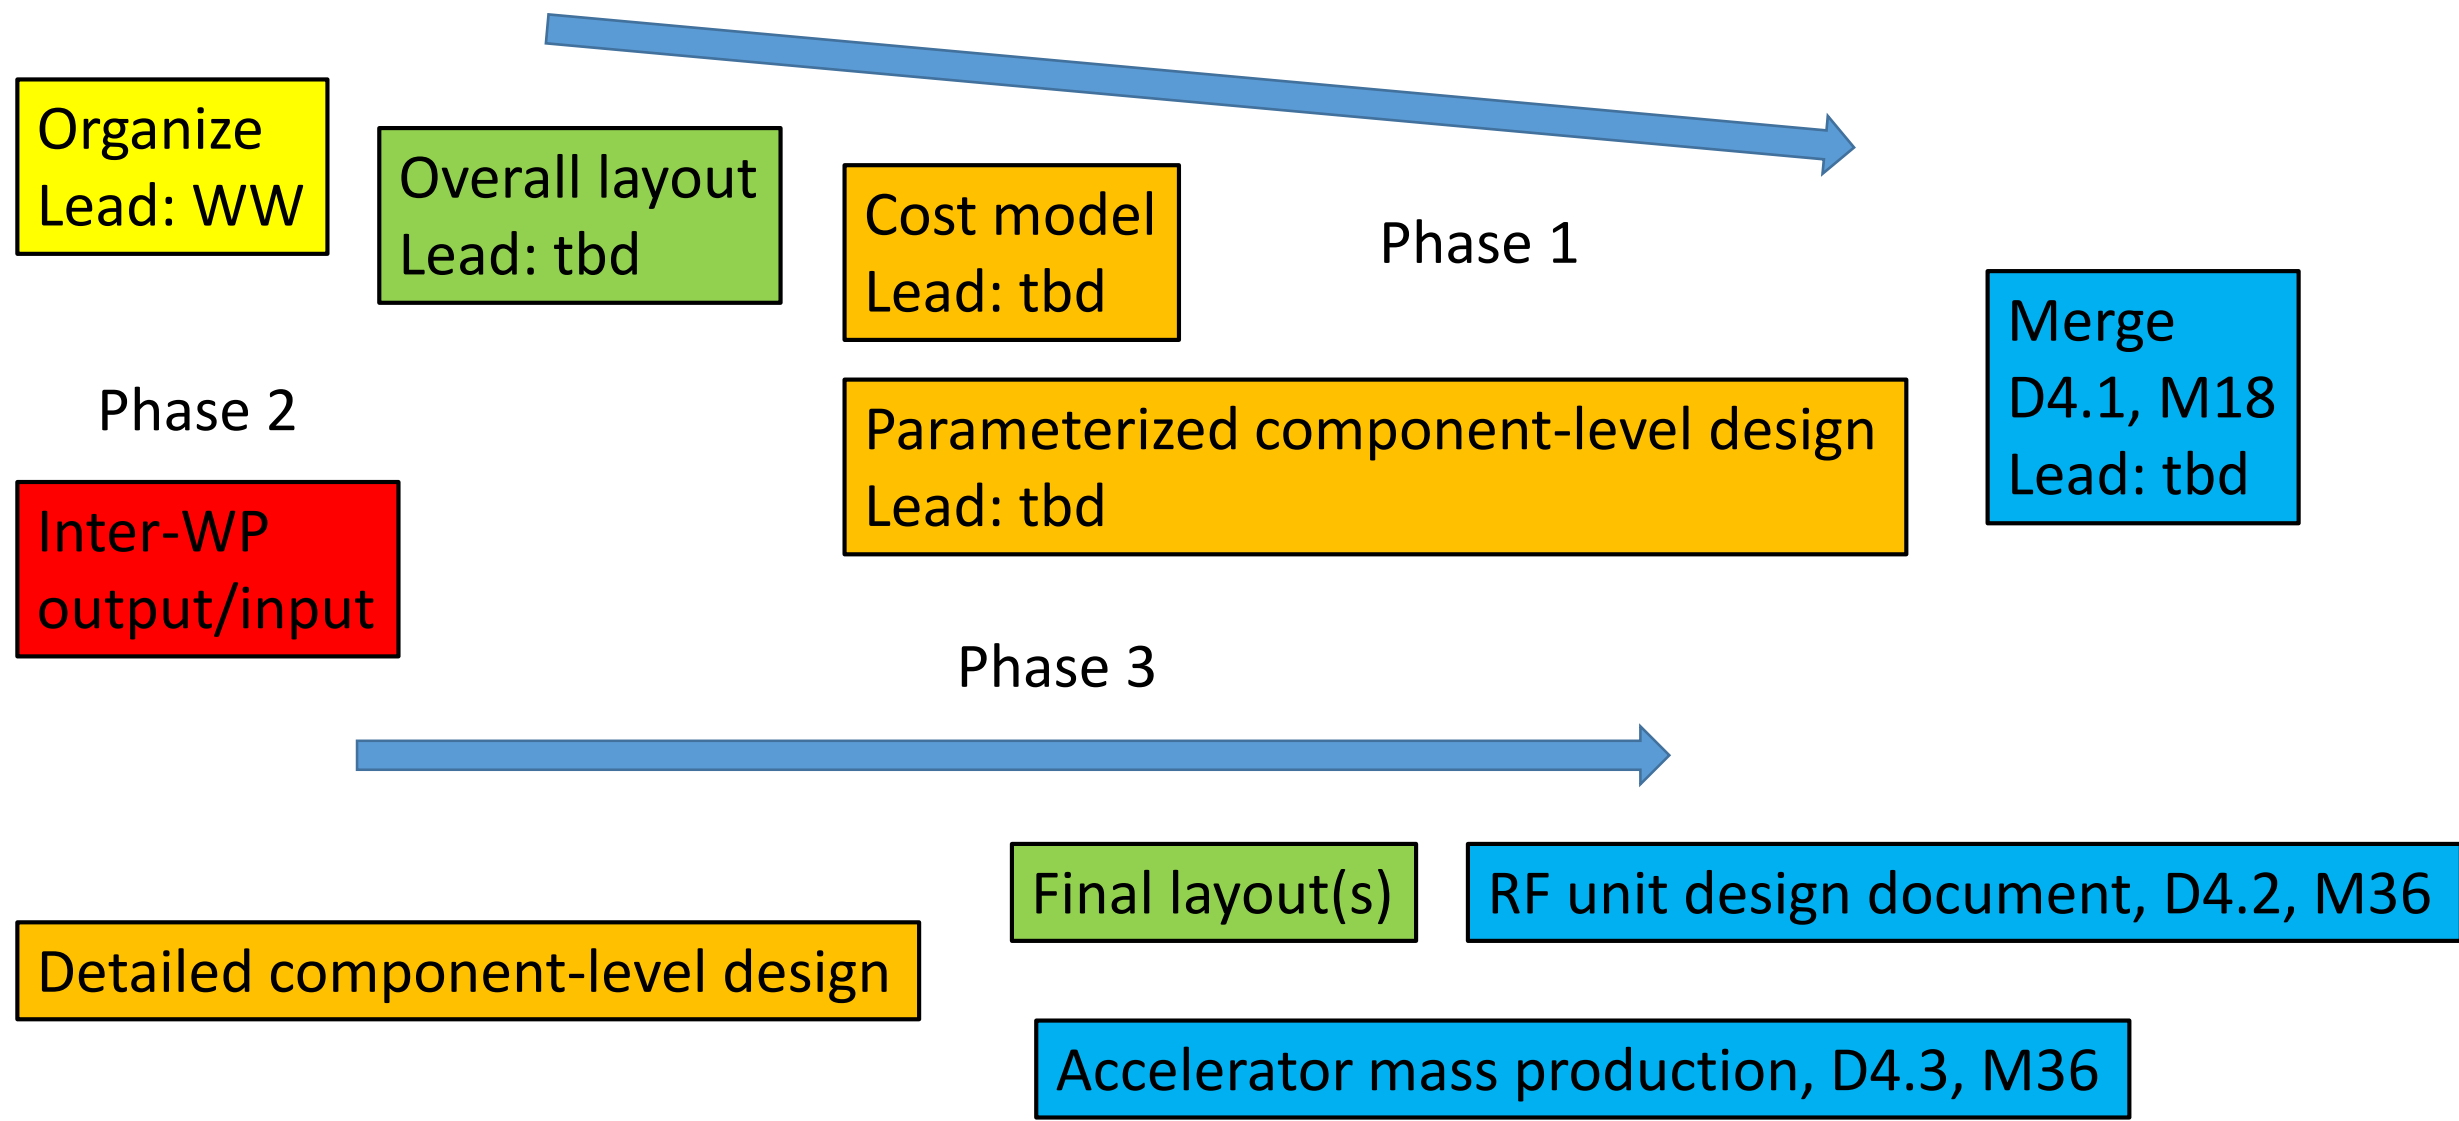 Organize
Lead: WW
Overall layout
Lead: tbd
Cost model
Lead: tbd
Phase 1
Merge
D4.1, M18
Lead: tbd
Phase 2
Parameterized component-level design
Lead: tbd
Inter-WP
output/input
Phase 3
Final layout(s)
RF unit design document, D4.2, M36
Detailed component-level design
Accelerator mass production, D4.3, M36